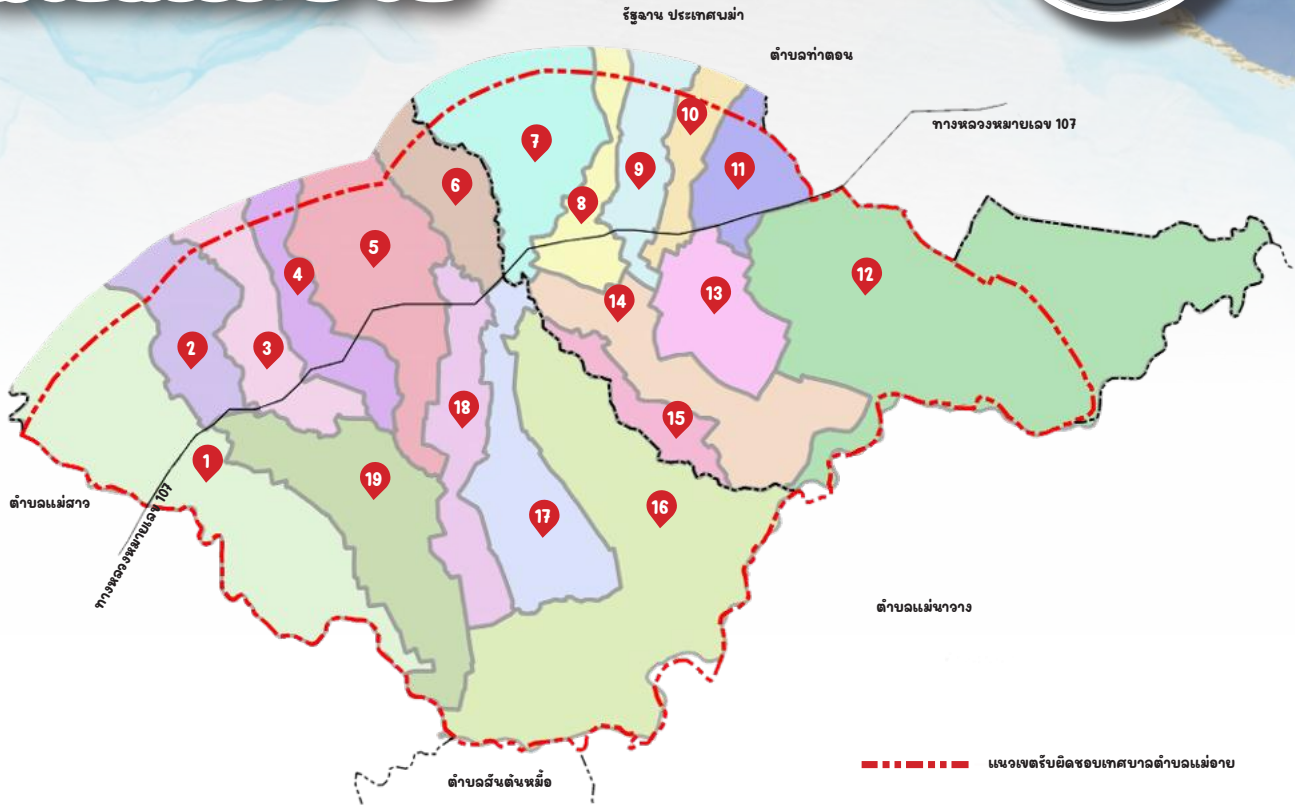 รัฐฉาน ประเทศพม่า
ตำบลท่าตอน
ทางหลวงหมายเลข 107
7
10
9
11
6
8
5
4
12
13
14
2
3
18
15
1
19
16
17
ตำบลแม่สาว
ทางหลวงหมายเลข 107
ตำบลแม่นาวาง
แนวเขตรับผิดชอบเทศบาลตำบลแม่อาย
ตำบลสันต้นหมื้อ